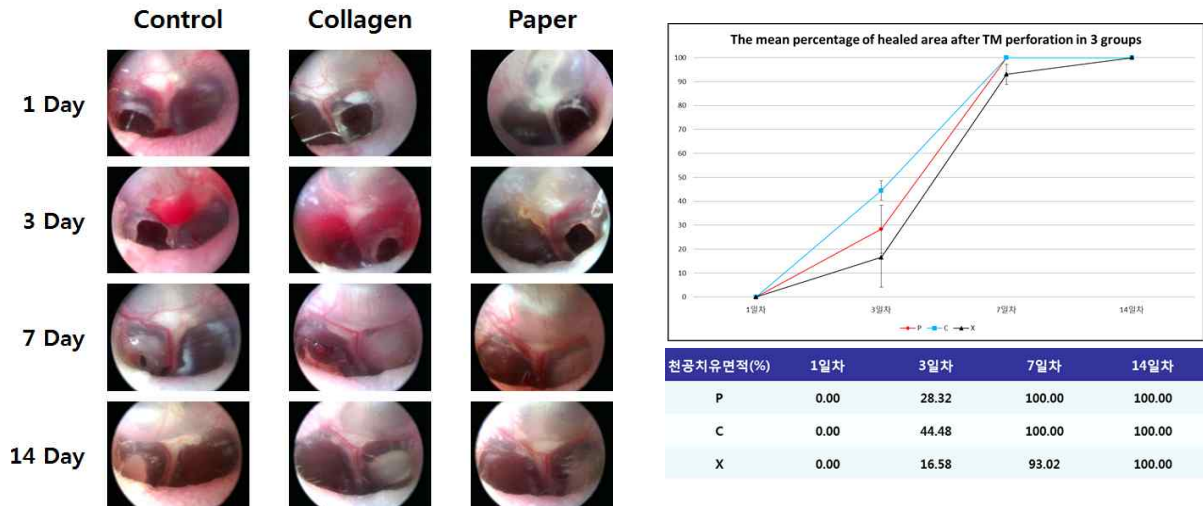 Control Collagen Paper
1 Day
3 Day
7 Day
14 Day
The mean percentage of healed area after TM perforation in 3 groups
100
90
80
70
60
50
40
30
20
10
0
1일차 3일차 7일차 14일차
P C X
천공치유면적(%) 1일차 3일차 7일차 14일차
P 0.00 28.32 100.00 100.00
C 0.00 44.48 100.00 100.00
X 0.00 16.58 93.02 100.00